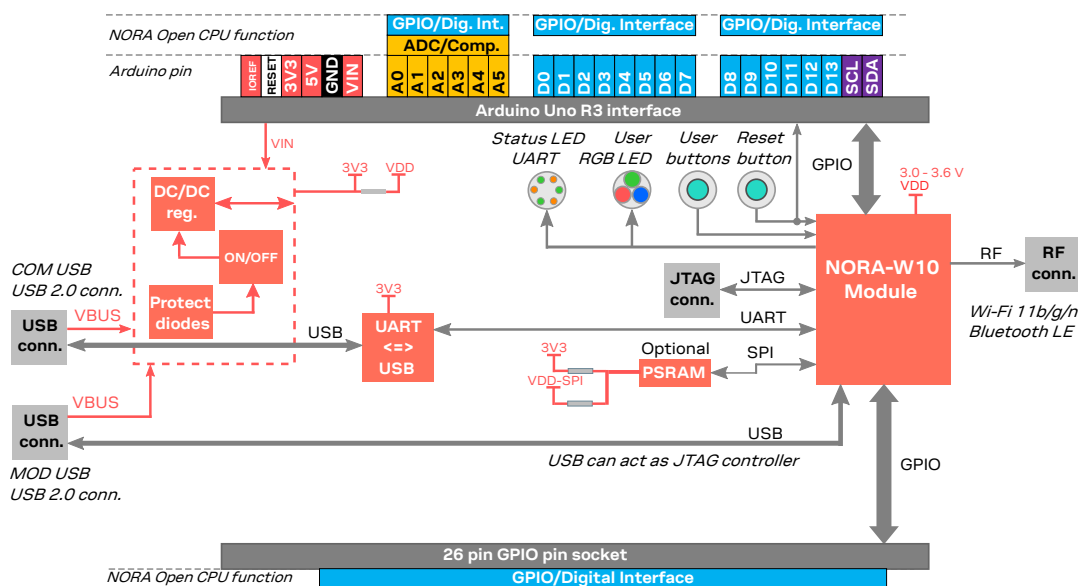 NORA Open CPU function
GPIO/Dig. Int.
GPIO/Dig. Interface
GPIO/Dig. Interface
ADC/Comp.
Arduino pin
IOREF
RESET
3V3
5V
GND
VIN
A0
A1
A2
A3
A4
A5
D0
D1
D2
D3
D4
D5
D6
D7
D8
D9
D10
D11
D12
D13
SCL
SDA
Arduino Uno R3 interface
VIN
Status LED
UART
User
RGB LED
User
buttons
Reset
button
GPIO
3V3
VDD
3.0 - 3.6 V
VDD
DC/DC
reg.
ON/OFF
Protect
diodes
COM USB
USB 2.0 conn.
USB
conn.
VBUS
USB
3V3
UART
<=>
USB
JTAG
conn.
JTAG
UART
NORA-W10
Module
RF
RF
conn.
Wi-Fi 11b/g/n
Bluetooth LE
Optional
PSRAM
SPI
3V3
VDD-SPI
USB
conn.
VBUS
MOD USB
USB 2.0 conn.
USB
USB can act as JTAG controller
GPIO
26 pin GPIO pin socket
NORA Open CPU function
GPIO/Digital Interface